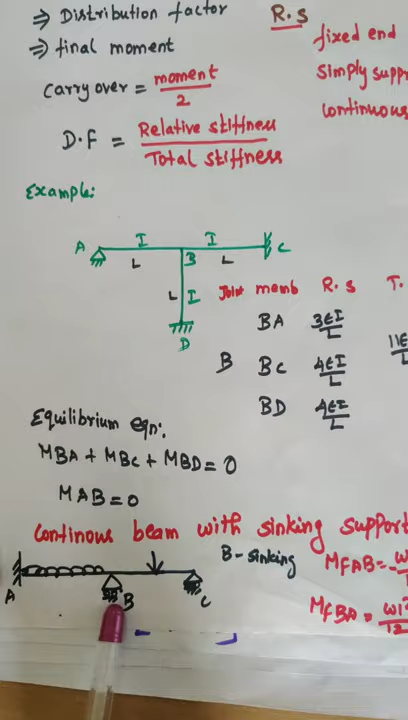 ⇒ Distribution factor
R.S
⇒ final moment
fixed end
Carry over = moment/2
Simply supp
continuous
D.F = Relative stiffness/Total stiffness
Example:
A I B I C
L L
L I
D
Joint memb R.S T.
BA 3EI/L
B BC 4EI/L 11E
BD 4EI/L
Equilibrium eqn:
MBA + MBC + MBD = 0
MAB = 0
Continous beam with sinking support
B - sinking MFAB = -w
A B C
MFBA = wl²/12